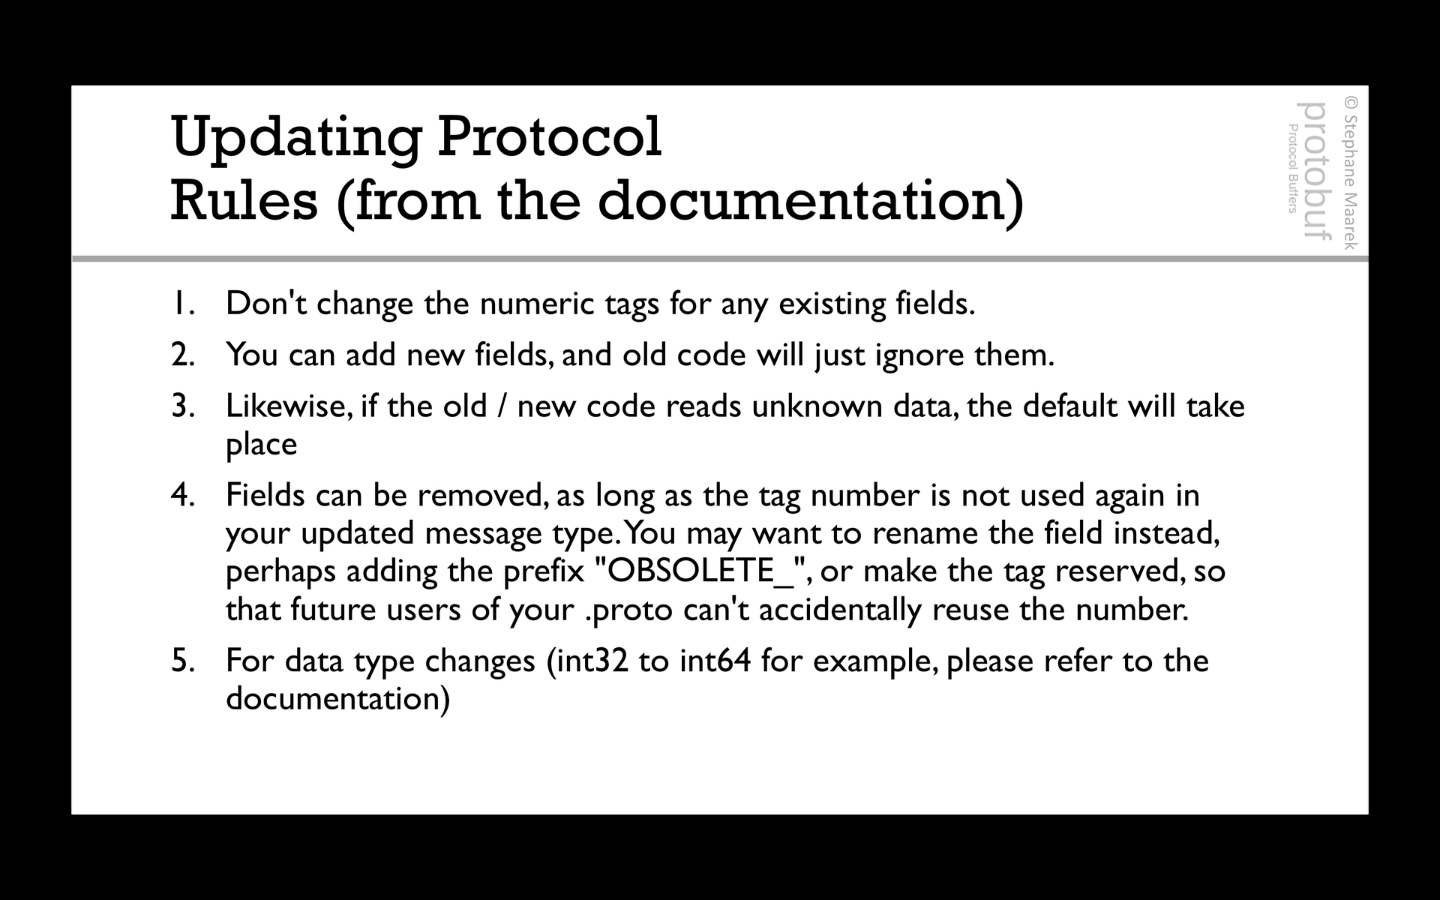 Updating Protocol
Rules (from the documentation)
© Stephane Maarek
protobuf
Protocol Buffers
1. Don't change the numeric tags for any existing fields.
2. You can add new fields, and old code will just ignore them.
3. Likewise, if the old / new code reads unknown data, the default will take
place
4. Fields can be removed, as long as the tag number is not used again in
your updated message type. You may want to rename the field instead,
perhaps adding the prefix "OBSOLETE_", or make the tag reserved, so
that future users of your .proto can't accidentally reuse the number.
5. For data type changes (int32 to int64 for example, please refer to the
documentation)